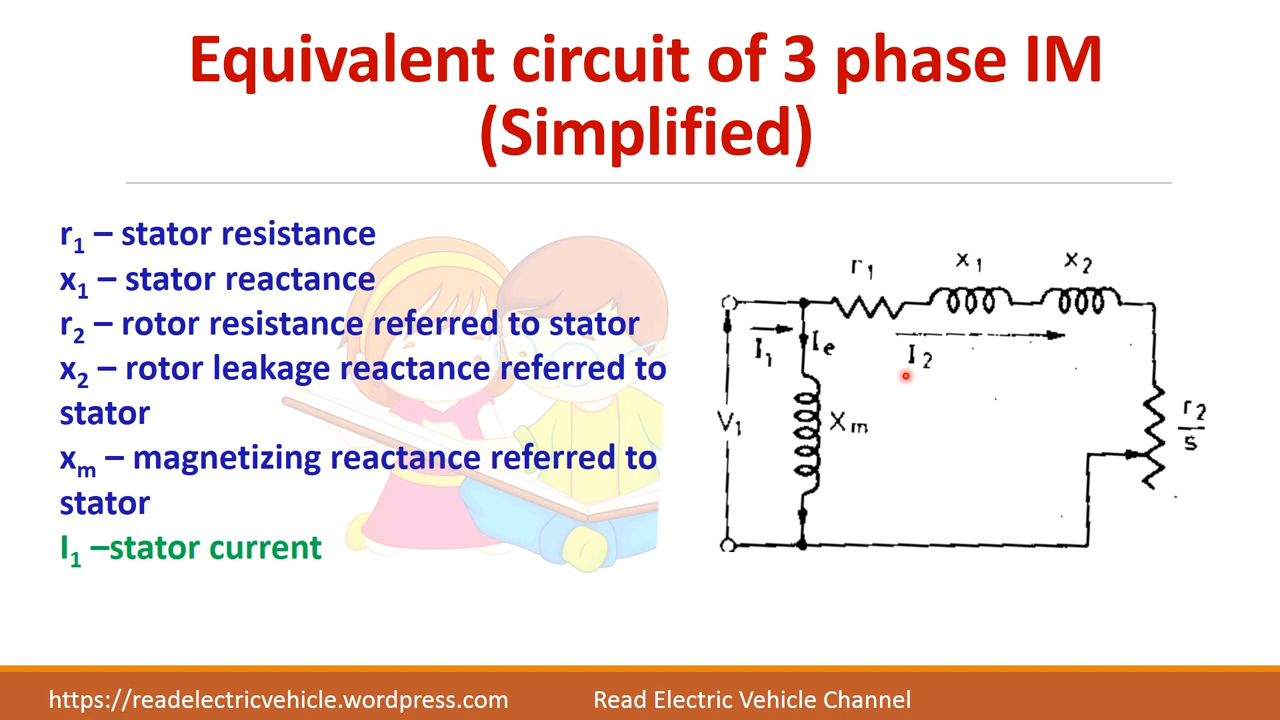 Equivalent circuit of 3 phase IM
(Simplified)
r₁ – stator resistance
x₁ – stator reactance
r₂ – rotor resistance referred to stator
x₂ – rotor leakage reactance referred to
stator
xₘ – magnetizing reactance referred to
stator
I₁ –stator current
r₁
x₁
x₂
I₁
Ie
I₂
V₁
Xm
r₂
s
https://readelectricvehicle.wordpress.com
Read Electric Vehicle Channel